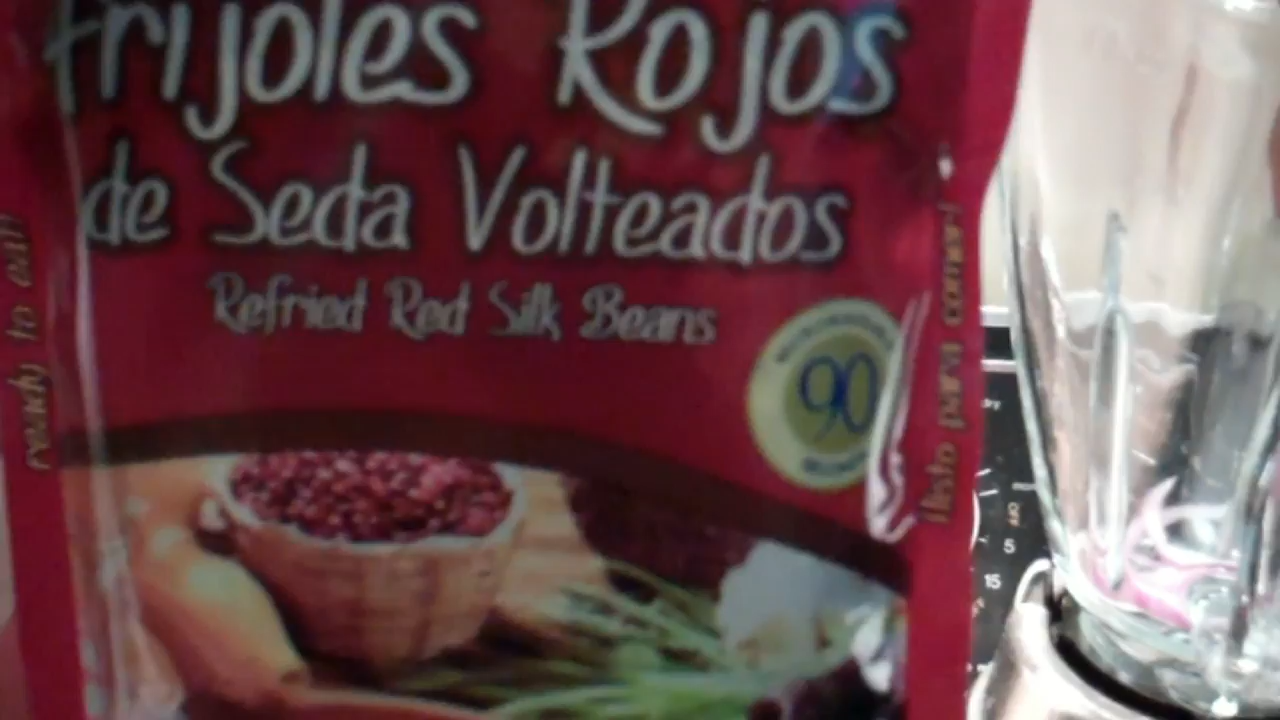 Frijoles Rojos
de Seda Volteados
Refried Red Silk Beans
90
ready to eat!
listo para comer!
5
15